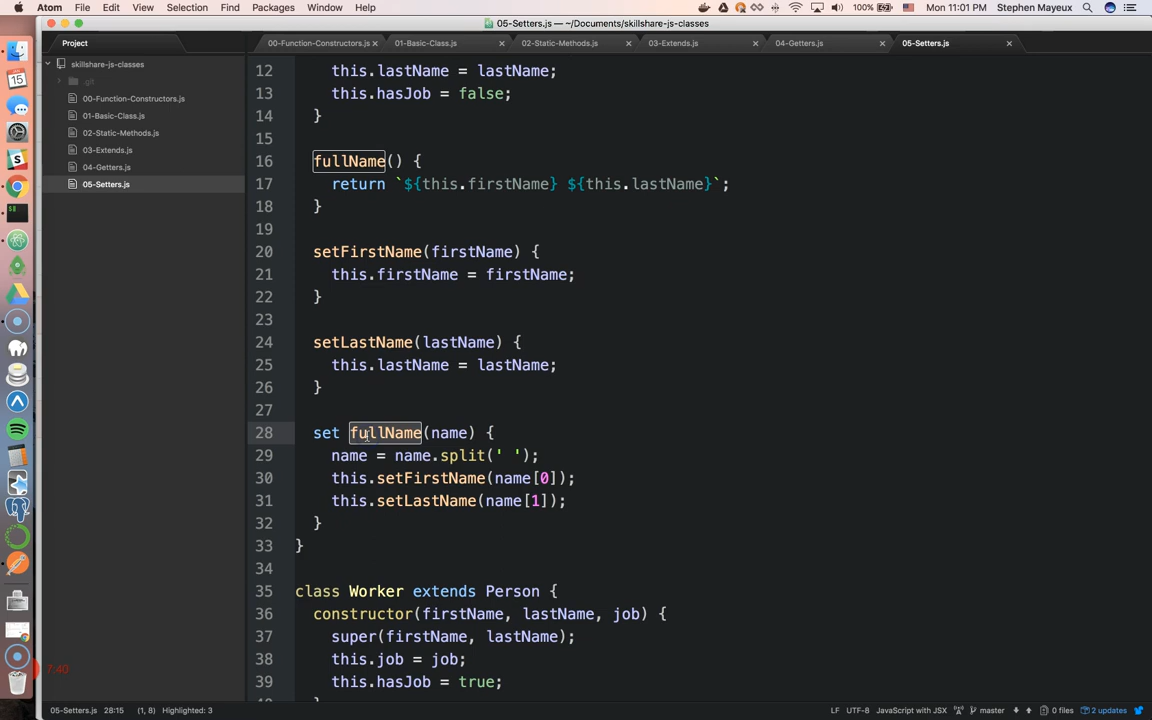 Atom File Edit View Selection Find Packages Window Help
100% Mon 11:01 PM Stephen Mayeux
05-Setters.js — ~/Documents/skillshare-js-classes
Project
00-Function-Constructors.js
01-Basic-Class.js
02-Static-Methods.js
03-Extends.js
04-Getters.js
05-Setters.js
skillshare-js-classes
.git
00-Function-Constructors.js
01-Basic-Class.js
02-Static-Methods.js
03-Extends.js
04-Getters.js
05-Setters.js
12 this.lastName = lastName;
13 this.hasJob = false;
14 }
15
16 fullName() {
17 return `${this.firstName} ${this.lastName}`;
18 }
19
20 setFirstName(firstName) {
21 this.firstName = firstName;
22 }
23
24 setLastName(lastName) {
25 this.lastName = lastName;
26 }
27
28 set fullName(name) {
29 name = name.split(' ');
30 this.setFirstName(name[0]);
31 this.setLastName(name[1]);
32 }
33 }
34
35 class Worker extends Person {
36 constructor(firstName, lastName, job) {
37 super(firstName, lastName);
38 this.job = job;
39 this.hasJob = true;
7:40
05-Setters.js 28:15 (1, 8) Highlighted: 3
LF UTF-8 JavaScript with JSX master 0 files 2 updates